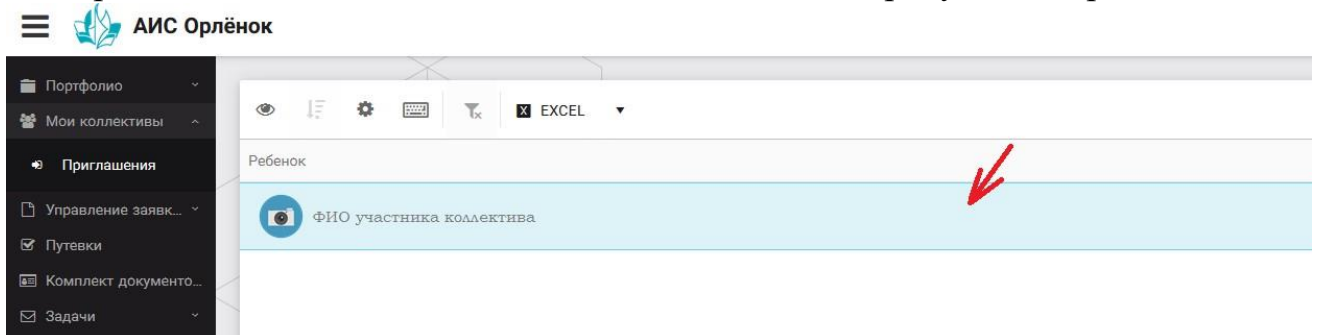 АИС Орлёнок
Портфолио
Мои коллективы
Приглашения
Управление заявк...
Путевки
Комплект документо...
Задачи
X EXCEL
Ребенок
ФИО участника коллектива